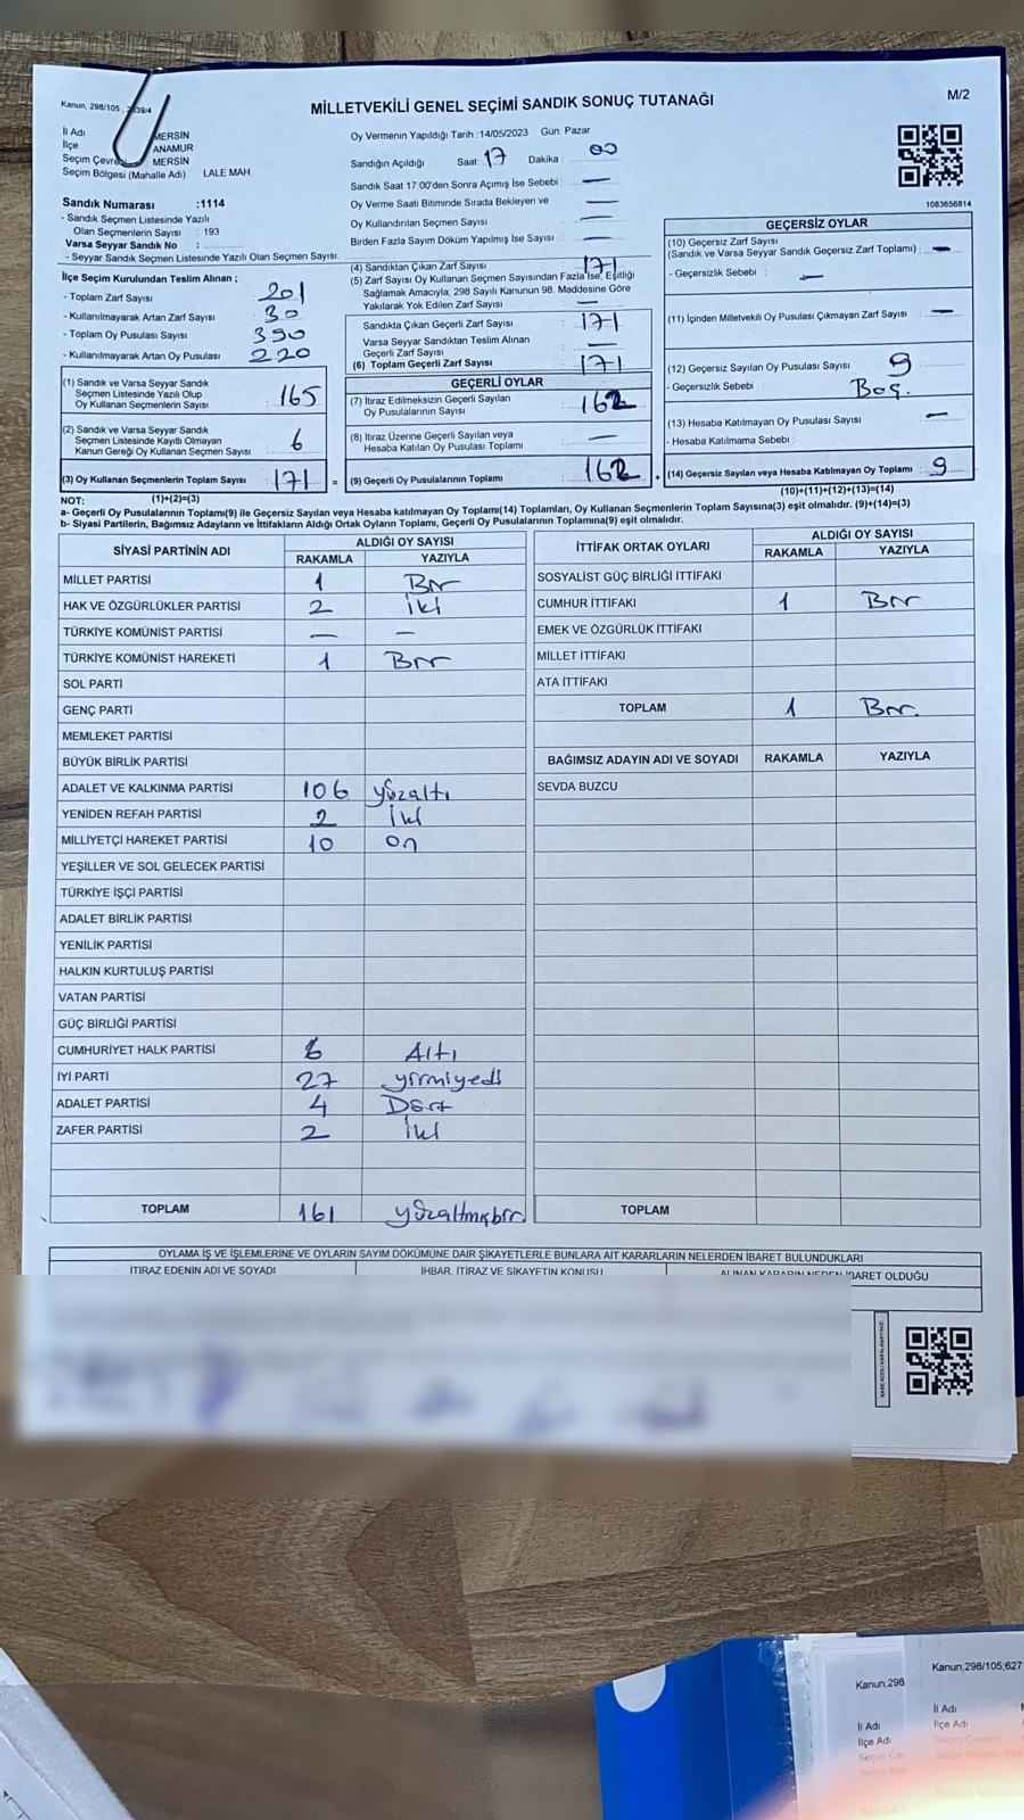 Kanun, 298/105
MİLLETVEKİLİ GENEL SEÇİMİ SANDIK SONUÇ TUTANAĞI
M/2
İl Adı MERSİN
İlçe ANAMUR
Seçim Çevre MERSİN
Seçim Bölgesi (Mahalle Adı) LALE MAH
Sandık Numarası :1114
- Sandık Seçmen Listesinde Yazılı
Olan Seçmenlerin Sayısı : 193
Varsa Seyyar Sandık No :
- Seyyar Sandık Seçmen Listesinde Yazılı Olan Seçmen Sayısı
Oy Vermenin Yapıldığı Tarih :14/05/2023 Gün: Pazar
Sandığın Açıldığı Saat: 17 Dakika : 00
Sandık Saat 17:00'den Sonra Açımış İse Sebebi : —
Oy Verme Saati Bitiminde Sırada Bekleyen ve
Oy Kullandırılan Seçmen Sayısı : —
Birden Fazla Sayım Döküm Yapılmış İse Sayısı : —
1083656814
İlçe Seçim Kurulundan Teslim Alınan ;
- Toplam Zarf Sayısı : 201
- Kullanılmayarak Artan Zarf Sayısı : 30
- Toplam Oy Pusulası Sayısı : 390
- Kullanılmayarak Artan Oy Pusulası : 220
(1) Sandık ve Varsa Seyyar Sandık
Seçmen Listesinde Yazılı Olup
Oy Kullanan Seçmenlerin Sayısı : 165
(2) Sandık ve Varsa Seyyar Sandık
Seçmen Listesinde Kayıtlı Olmayan
Kanun Gereği Oy Kullanan Seçmen Sayısı : 6
(3) Oy Kullanan Seçmenlerin Toplam Sayısı : 171 =
(4) Sandıktan Çıkan Zarf Sayısı : 171
(5) Zarf Sayısı Oy Kullanan Seçmen Sayısından Fazla İse, Eşitliği
Sağlamak Amacıyla, 298 Sayılı Kanunun 98. Maddesine Göre
Yakılarak Yok Edilen Zarf Sayısı : —
Sandıkta Çıkan Geçerli Zarf Sayısı : 171
Varsa Seyyar Sandıktan Teslim Alınan
Geçerli Zarf Sayısı : —
(6) Toplam Geçerli Zarf Sayısı : 171
GEÇERLİ OYLAR
(7) İtiraz Edilmeksizin Geçerli Sayılan
Oy Pusulalarının Sayısı : 162
(8) İtiraz Üzerine Geçerli Sayılan veya
Hesaba Katılan Oy Pusulası Toplamı : —
(9) Geçerli Oy Pusulalarının Toplamı : 162
GEÇERSİZ OYLAR
(10) Geçersiz Zarf Sayısı
(Sandık ve Varsa Seyyar Sandık Geçersiz Zarf Toplamı) : —
- Geçersizlik Sebebi : —
(11) İçinden Milletvekili Oy Pusulası Çıkmayan Zarf Sayısı : —
(12) Geçersiz Sayılan Oy Pusulası Sayısı : 9
- Geçersizlik Sebebi : Boş.
(13) Hesaba Katılmayan Oy Pusulası Sayısı : —
- Hesaba Katılmama Sebebi :
(14) Geçersiz Sayılan veya Hesaba Katılmayan Oy Toplamı : 9
(10)+(11)+(12)+(13)=(14)
NOT: (1)+(2)=(3)
a- Geçerli Oy Pusulalarının Toplamı(9) ile Geçersiz Sayılan veya Hesaba katılmayan Oy Toplamı(14) Toplamları, Oy Kullanan Seçmenlerin Toplam Sayısına(3) eşit olmalıdır. (9)+(14)=(3)
b- Siyasi Partilerin, Bağımsız Adayların ve İttifakların Aldığı Ortak Oyların Toplamı, Geçerli Oy Pusulalarının Toplamına(9) eşit olmalıdır.
SİYASİ PARTİNİN ADI ALDIĞI OY SAYISI
RAKAMLA YAZIYLA
MİLLET PARTİSİ 1 Bir
HAK VE ÖZGÜRLÜKLER PARTİSİ 2 iki
TÜRKİYE KOMÜNİST PARTİSİ — —
TÜRKİYE KOMÜNİST HAREKETİ 1 Bir
SOL PARTİ
GENÇ PARTİ
MEMLEKET PARTİSİ
BÜYÜK BİRLİK PARTİSİ
ADALET VE KALKINMA PARTİSİ 106 yüzaltı
YENİDEN REFAH PARTİSİ 2 iki
MİLLİYETÇİ HAREKET PARTİSİ 10 on
YEŞİLLER VE SOL GELECEK PARTİSİ
TÜRKİYE İŞÇİ PARTİSİ
ADALET BİRLİK PARTİSİ
YENİLİK PARTİSİ
HALKIN KURTULUŞ PARTİSİ
VATAN PARTİSİ
GÜÇ BİRLİĞİ PARTİSİ
CUMHURİYET HALK PARTİSİ 6 Altı
İYİ PARTİ 27 yirmiyedi
ADALET PARTİSİ 4 Dört
ZAFER PARTİSİ 2 iki
TOPLAM 161 yüzaltmışbir
İTTİFAK ORTAK OYLARI ALDIĞI OY SAYISI
RAKAMLA YAZIYLA
SOSYALİST GÜÇ BİRLİĞİ İTTİFAKI
CUMHUR İTTİFAKI 1 Bir
EMEK VE ÖZGÜRLÜK İTTİFAKI
MİLLET İTTİFAKI
ATA İTTİFAKI
TOPLAM 1 Bir.
BAĞIMSIZ ADAYIN ADI VE SOYADI RAKAMLA YAZIYLA
SEVDA BUZCU
TOPLAM
OYLAMA İŞ VE İŞLEMLERİNE VE OYLARIN SAYIM DÖKÜMÜNE DAİR ŞİKAYETLERLE BUNLARA AİT KARARLARIN NELERDEN İBARET BULUNDUKLARI
İTİRAZ EDENİN ADI VE SOYADI İHBAR, İTİRAZ VE ŞİKAYETİN KONUSU ALINAN KARARIN NEDEN İBARET OLDUĞU
Kanun,298
Kanun,298/105,627
İl Adı
İlçe Adı
İl Adı
İlçe Adı